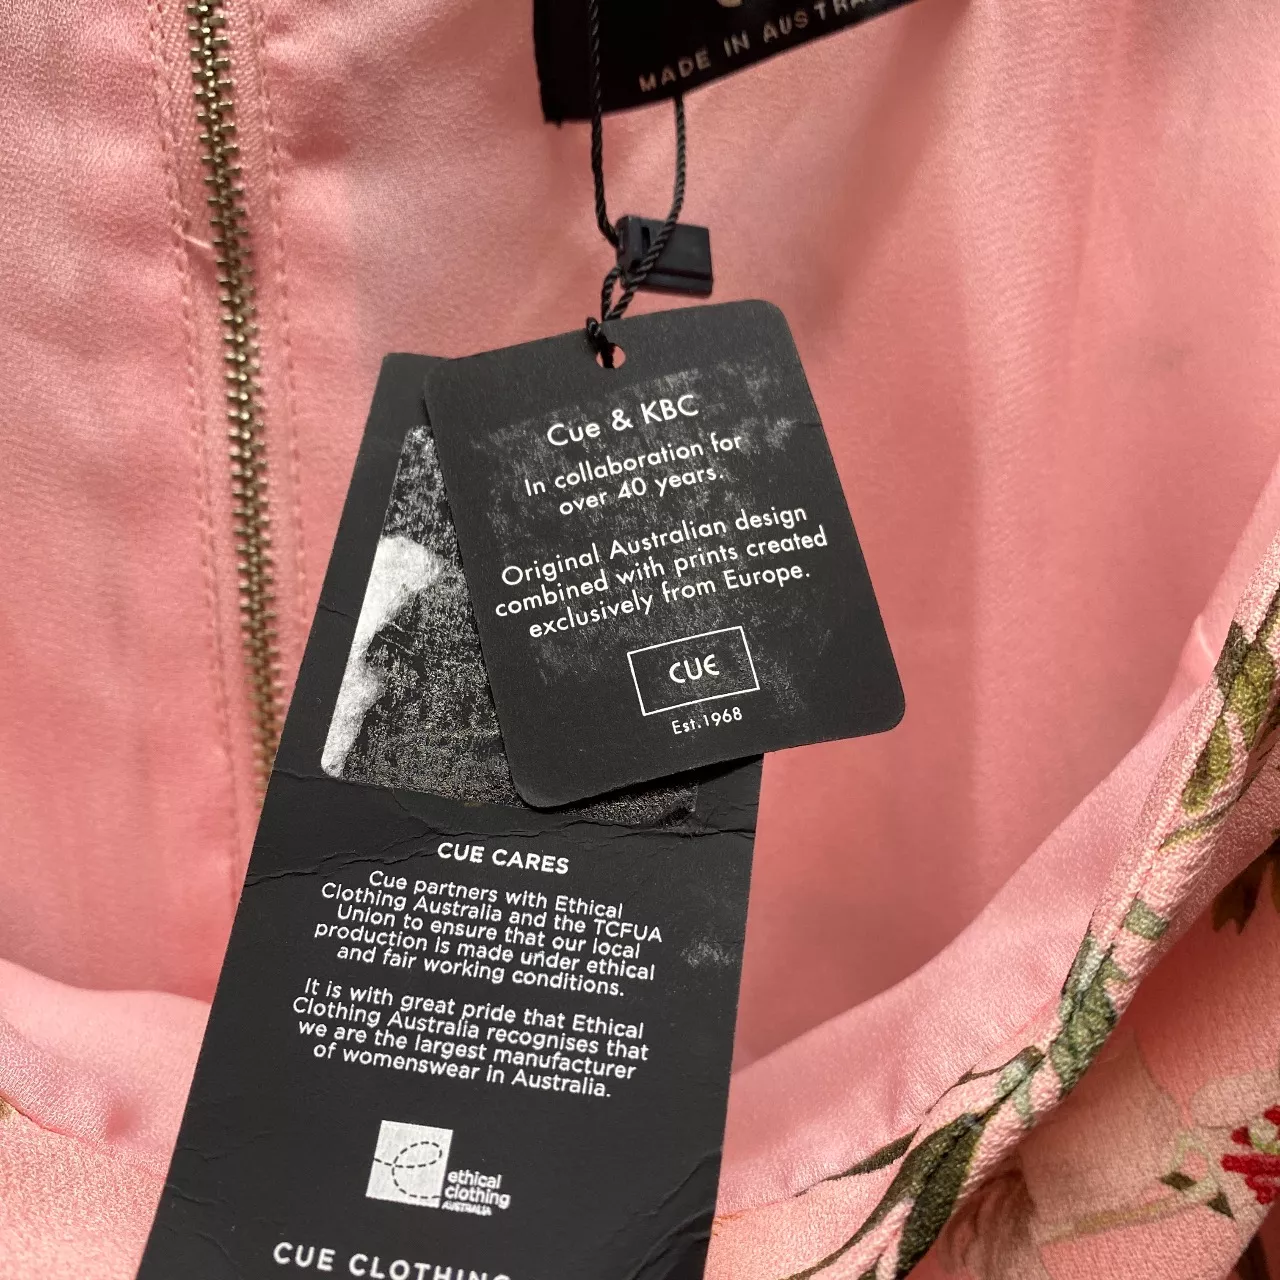 MADE IN AUSTRA
Cue & KBC
In collaboration for
over 40 years.
Original Australian design
combined with prints created
exclusively from Europe.
CUE
Est.1968
CUE CARES
Cue partners with Ethical
Clothing Australia and the TCFUA
Union to ensure that our local
production is made under ethical
and fair working conditions.
It is with great pride that Ethical
Clothing Australia recognises that
we are the largest manufacturer
of womenswear in Australia.
ethical
clothing
AUSTRALIA
CUE CLOTHING